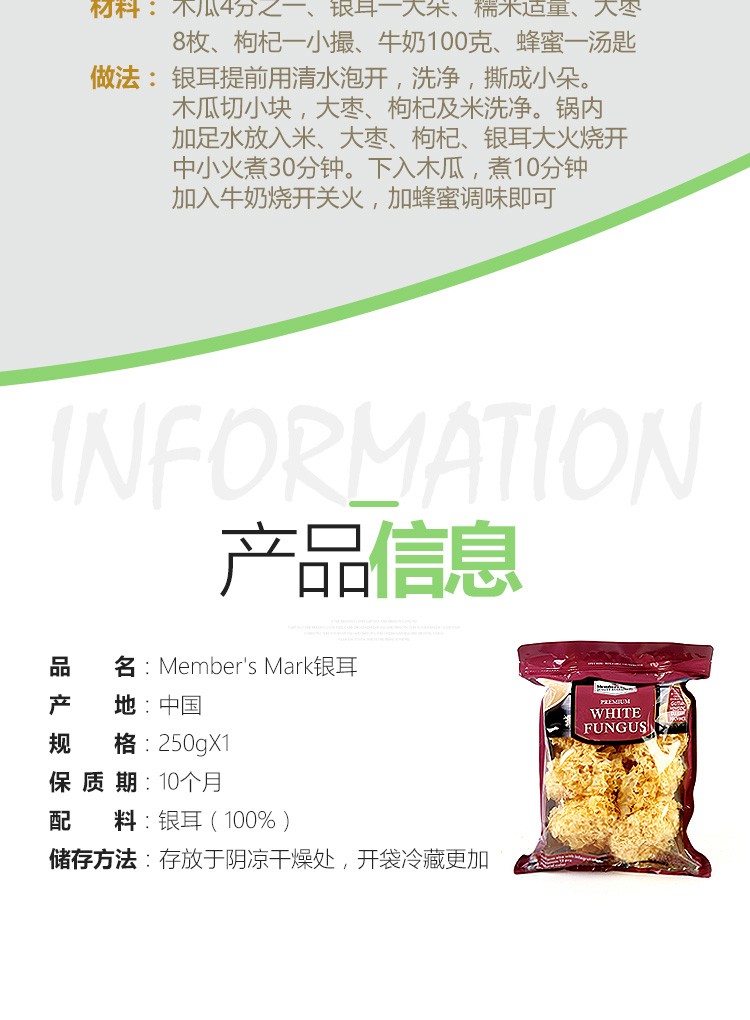 材料：木瓜4分之一、银耳一大朵、糯米适量、大枣
8枚、枸杞一小撮、牛奶100克、蜂蜜一汤匙
做法：银耳提前用清水泡开，洗净，撕成小朵。
木瓜切小块，大枣、枸杞及米洗净。锅内
加足水放入米、大枣、枸杞、银耳大火烧开
中小火煮30分钟。下入木瓜，煮10分钟
加入牛奶烧开关火，加蜂蜜调味即可
INFORMATION
产品信息
品名：Member's Mark银耳
产地：中国
规格：250gX1
保质期：10个月
配料：银耳（100%）
储存方法：存放于阴凉干燥处，开袋冷藏更加
PREMIUM
WHITE
FUNGUS